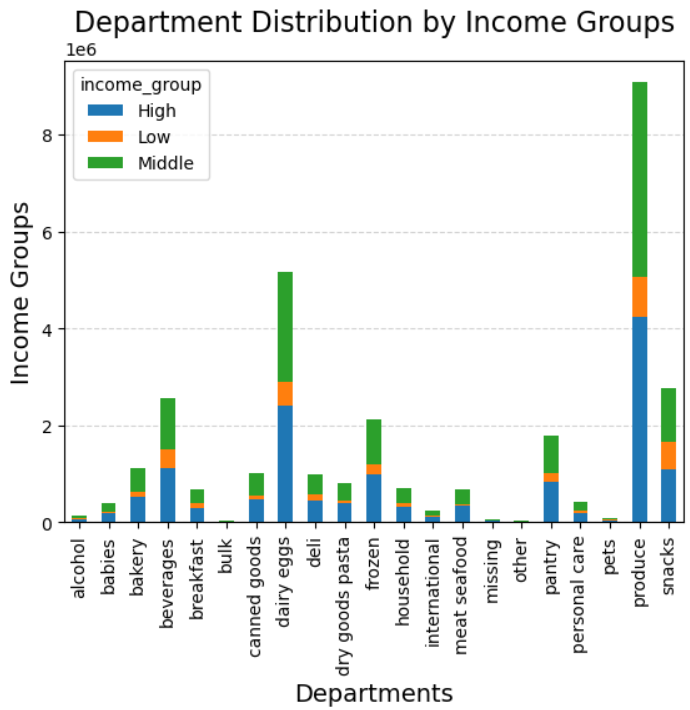 Department Distribution by Income Groups
1e6
income_group
High
Low
Middle
8
6
4
2
0
Income Groups
alcohol
babies
bakery
beverages
breakfast
bulk
canned goods
dairy eggs
deli
dry goods pasta
frozen
household
international
meat seafood
missing
other
pantry
personal care
pets
produce
snacks
Departments